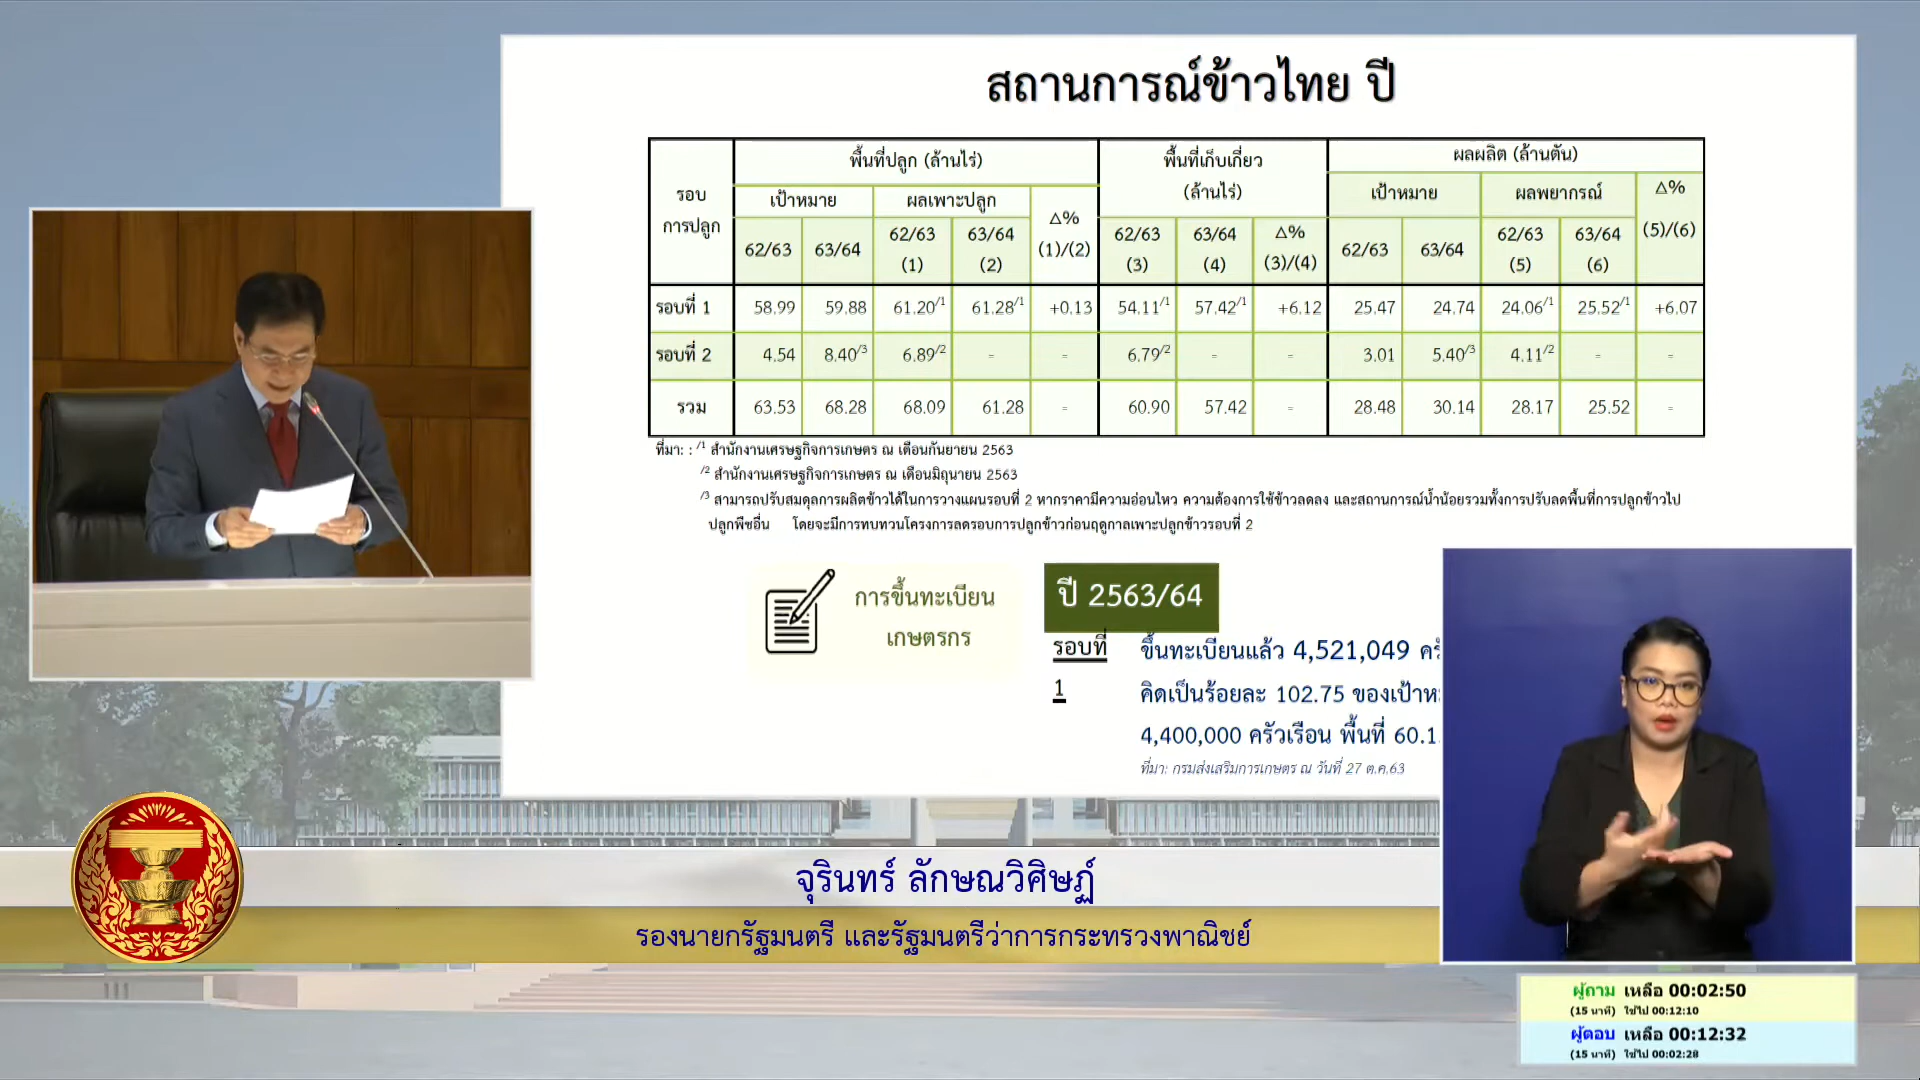 สถานการณ์ข้าวไทย ปี
รอบการปลูก พื้นที่ปลูก (ล้านไร่) พื้นที่เก็บเกี่ยว (ล้านไร่) ผลผลิต (ล้านตัน)
เป้าหมาย ผลเพาะปลูก △% (1)/(2) เป้าหมาย ผลพยากรณ์ △% (5)/(6)
62/63 63/64 62/63 (1) 63/64 (2) 62/63 (3) 63/64 (4) △% (3)/(4) 62/63 63/64 62/63 (5) 63/64 (6)
รอบที่ 1 58.99 59.88 61.20/1 61.28/1 +0.13 54.11/1 57.42/1 +6.12 25.47 24.74 24.06/1 25.52/1 +6.07
รอบที่ 2 4.54 8.40/3 6.89/2 - - 6.79/2 - - 3.01 5.40/3 4.11/2 - -
รวม 63.53 68.28 68.09 61.28 - 60.90 57.42 - 28.48 30.14 28.17 25.52 -
ที่มา: : /1 สำนักงานเศรษฐกิจการเกษตร ณ เดือนกันยายน 2563
/2 สำนักงานเศรษฐกิจการเกษตร ณ เดือนมิถุนายน 2563
/3 สามารถปรับสมดุลการผลิตข้าวได้ในการวางแผนรอบที่ 2 หากราคามีความอ่อนไหว ความต้องการใช้ข้าวลดลง และสถานการณ์น้ำน้อยรวมทั้งการปรับลดพื้นที่การปลูกข้าวไป
ปลูกพืชอื่น โดยจะมีการทบทวนโครงการลดรอบการปลูกข้าวก่อนฤดูกาลเพาะปลูกข้าวรอบที่ 2
การขึ้นทะเบียน
เกษตรกร
ปี 2563/64
รอบที่
1
ขึ้นทะเบียนแล้ว 4,521,049
คิดเป็นร้อยละ 102.75 ของ
4,400,000 ครัวเรือน พื้นที่
ที่มา: กรมส่งเสริมการเกษตร ณ วันที่ 27 ต.ค.63
จุรินทร์ ลักษณวิศิษฏ์
รองนายกรัฐมนตรี และรัฐมนตรีว่าการกระทรวงพาณิชย์
ผู้ถาม เหลือ 00:02:50
(15 นาที) ใช้ไป 00:12:10
ผู้ตอบ เหลือ 00:12:32
(15 นาที) ใช้ไป 00:02:28